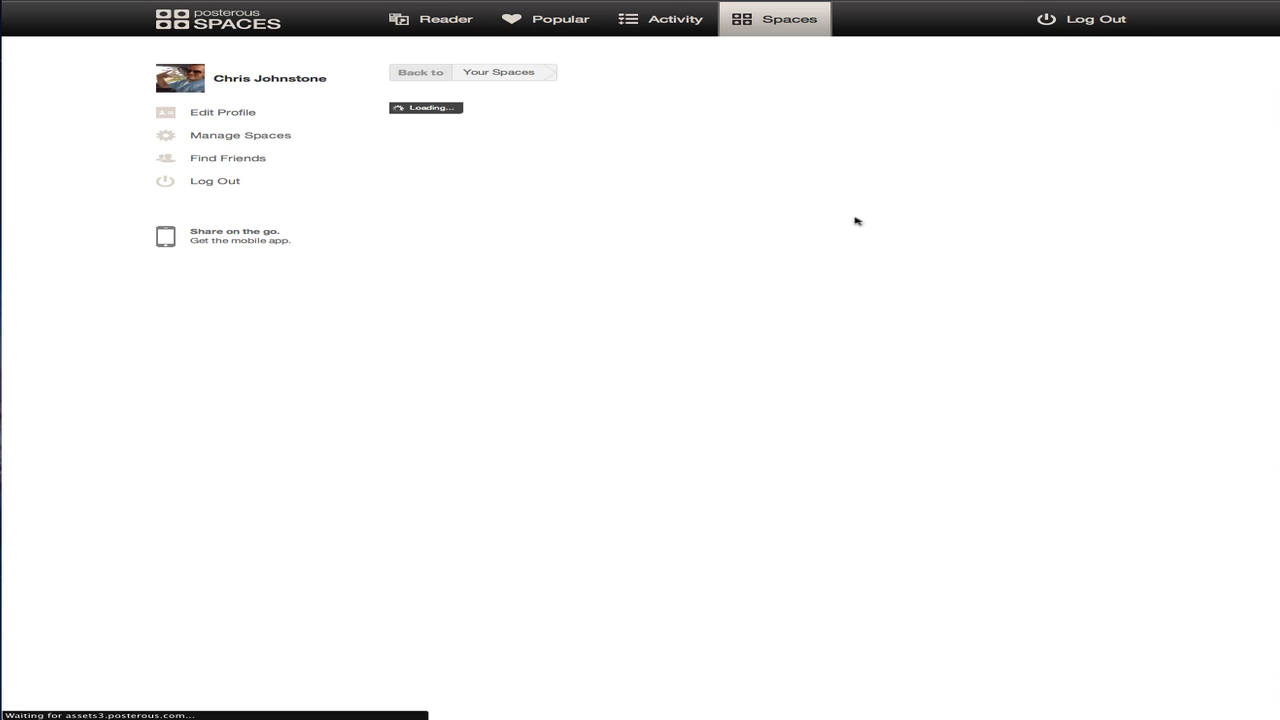 posterous
SPACES
Reader
Popular
Activity
Spaces
Log Out
Chris Johnstone
Edit Profile
Manage Spaces
Find Friends
Log Out
Share on the go.
Get the mobile app.
Back to Your Spaces
Loading...
Waiting for assets3.posterous.com...